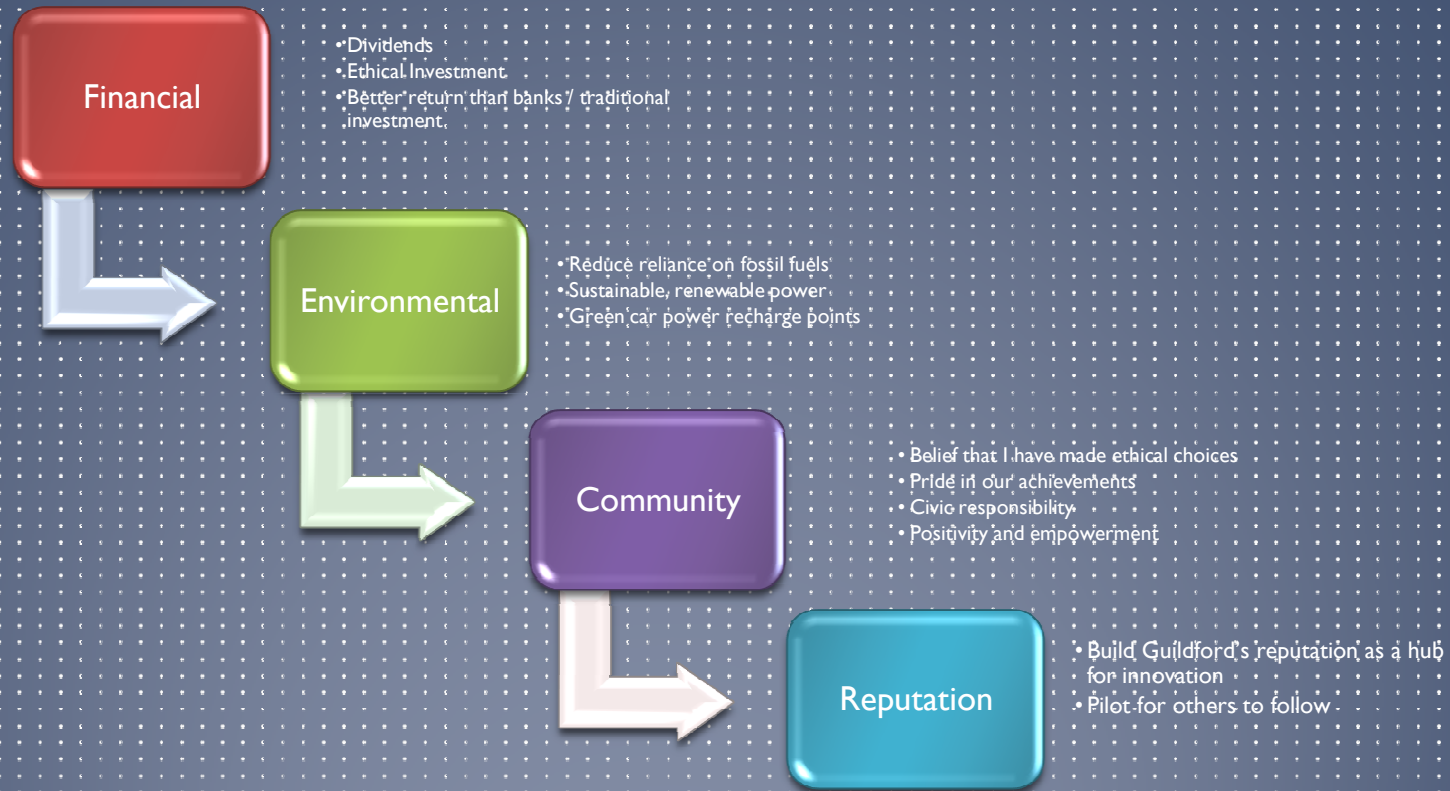 Financial
• Dividends
• Ethical Investment
• Better return than banks / traditional
investment
Environmental
• Reduce reliance on fossil fuels
• Sustainable, renewable power
• Green car power recharge points
Community
• Belief that I have made ethical choices
• Pride in our achievements
• Civic responsibility
• Positivity and empowerment
Reputation
• Build Guildford's reputation as a hub
for innovation
• Pilot for others to follow